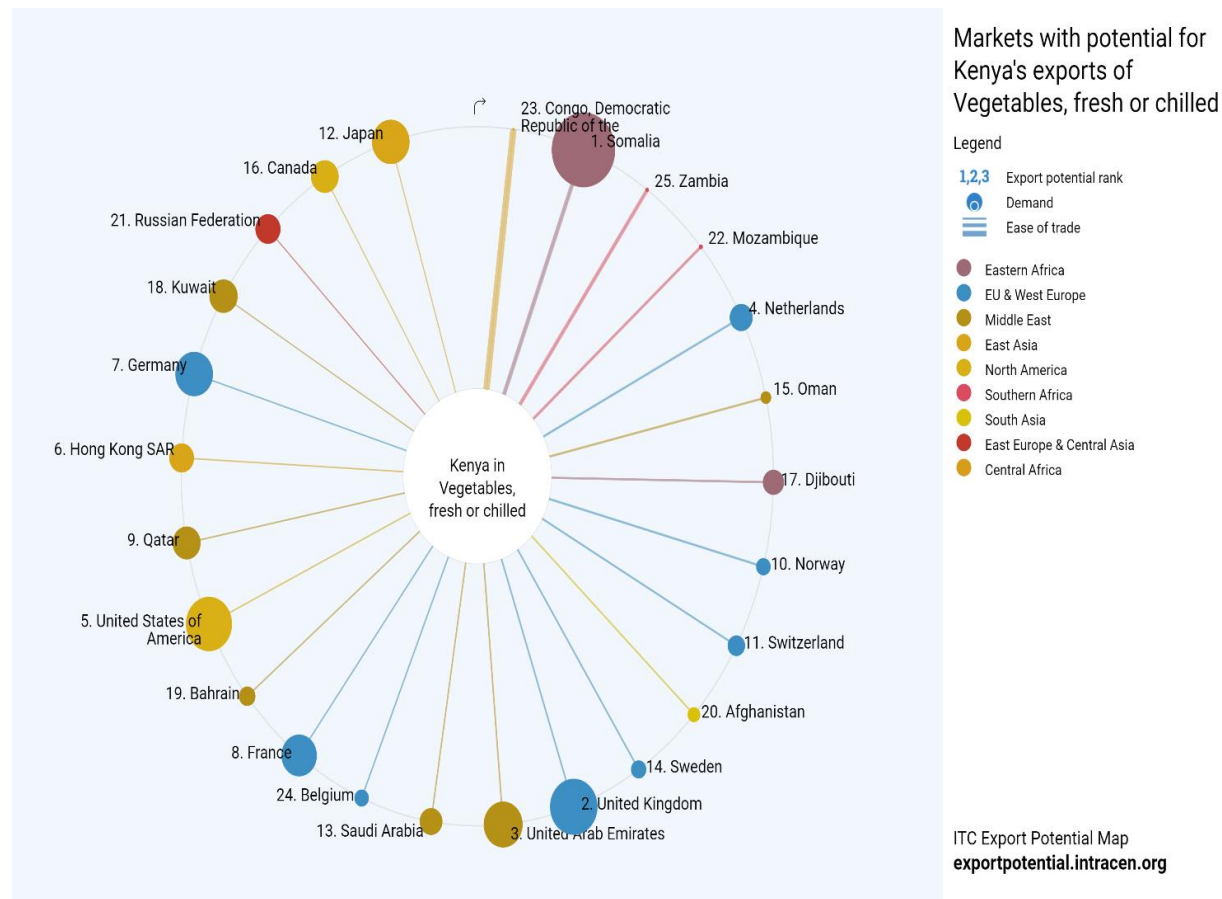 Markets with potential for
Kenya's exports of
Vegetables, fresh or chilled
Legend
1,2,3 Export potential rank
Demand
Ease of trade
Eastern Africa
EU & West Europe
Middle East
East Asia
North America
Southern Africa
South Asia
East Europe & Central Asia
Central Africa
23. Congo, Democratic
Republic of the
1. Somalia
25. Zambia
22. Mozambique
4. Netherlands
15. Oman
17. Djibouti
10. Norway
11. Switzerland
20. Afghanistan
14. Sweden
2. United Kingdom
3. United Arab Emirates
13. Saudi Arabia
24. Belgium
8. France
19. Bahrain
5. United States of
America
9. Qatar
6. Hong Kong SAR
7. Germany
18. Kuwait
21. Russian Federation
16. Canada
12. Japan
Kenya in
Vegetables,
fresh or chilled
ITC Export Potential Map
exportpotential.intracen.org